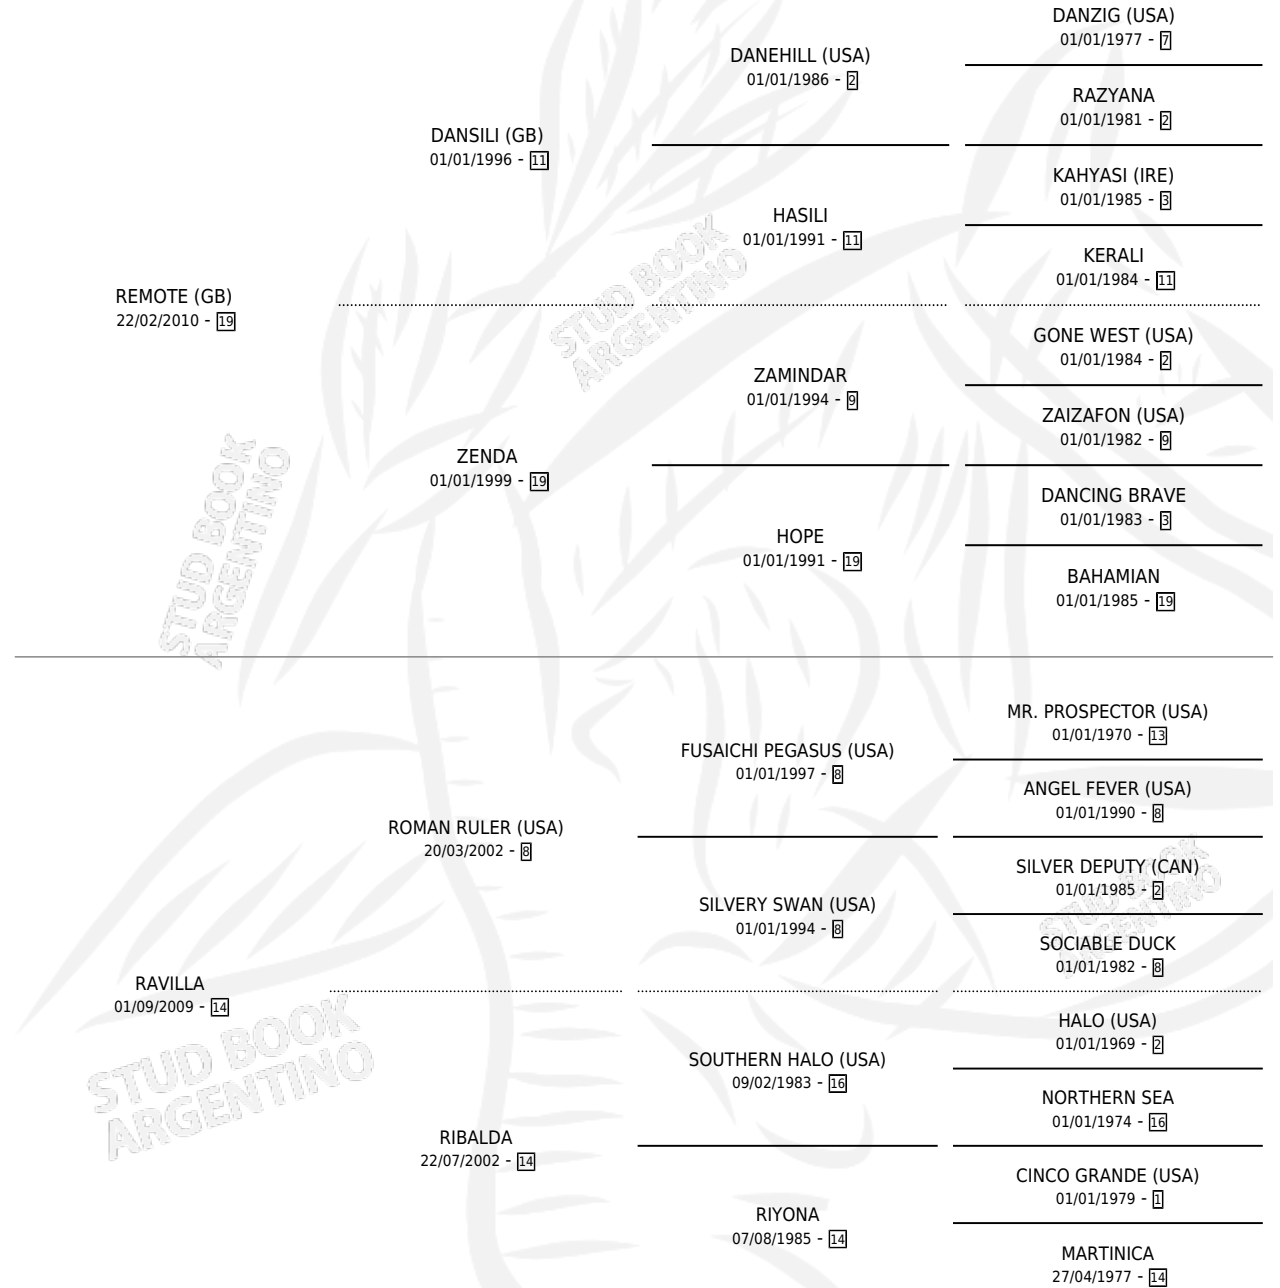 DANZIG (USA)
01/01/1977 - 7
DANEHILL (USA)
01/01/1986 - 2
RAZYANA
01/01/1981 - 2
DANSILI (GB)
01/01/1996 - 11
KAHYASI (IRE)
01/01/1985 - 3
HASILI
01/01/1991 - 11
KERALI
01/01/1984 - 11
REMOTE (GB)
22/02/2010 - 19
STUD BOOK
ARGENTINO
GONE WEST (USA)
01/01/1984 - 2
ZAMINDAR
01/01/1994 - 9
ZAIZAFON (USA)
01/01/1982 - 9
ZENDA
01/01/1999 - 19
DANCING BRAVE
01/01/1983 - 3
HOPE
01/01/1991 - 19
BAHAMIAN
01/01/1985 - 19
STUD BOOK
ARGENTINO
MR. PROSPECTOR (USA)
01/01/1970 - 13
FUSAICHI PEGASUS (USA)
01/01/1997 - 8
ANGEL FEVER (USA)
01/01/1990 - 8
ROMAN RULER (USA)
20/03/2002 - 8
SILVER DEPUTY (CAN)
01/01/1985 - 2
SILVERY SWAN (USA)
01/01/1994 - 8
STUD BOOK
ARGENTINO
SOCIABLE DUCK
01/01/1982 - 8
RAVILLA
01/09/2009 - 14
HALO (USA)
01/01/1969 - 2
SOUTHERN HALO (USA)
09/02/1983 - 16
STUD BOOK
ARGENTINO
NORTHERN SEA
01/01/1974 - 16
RIBALDA
22/07/2002 - 14
CINCO GRANDE (USA)
01/01/1979 - 1
RIYONA
07/08/1985 - 14
MARTINICA
27/04/1977 - 14